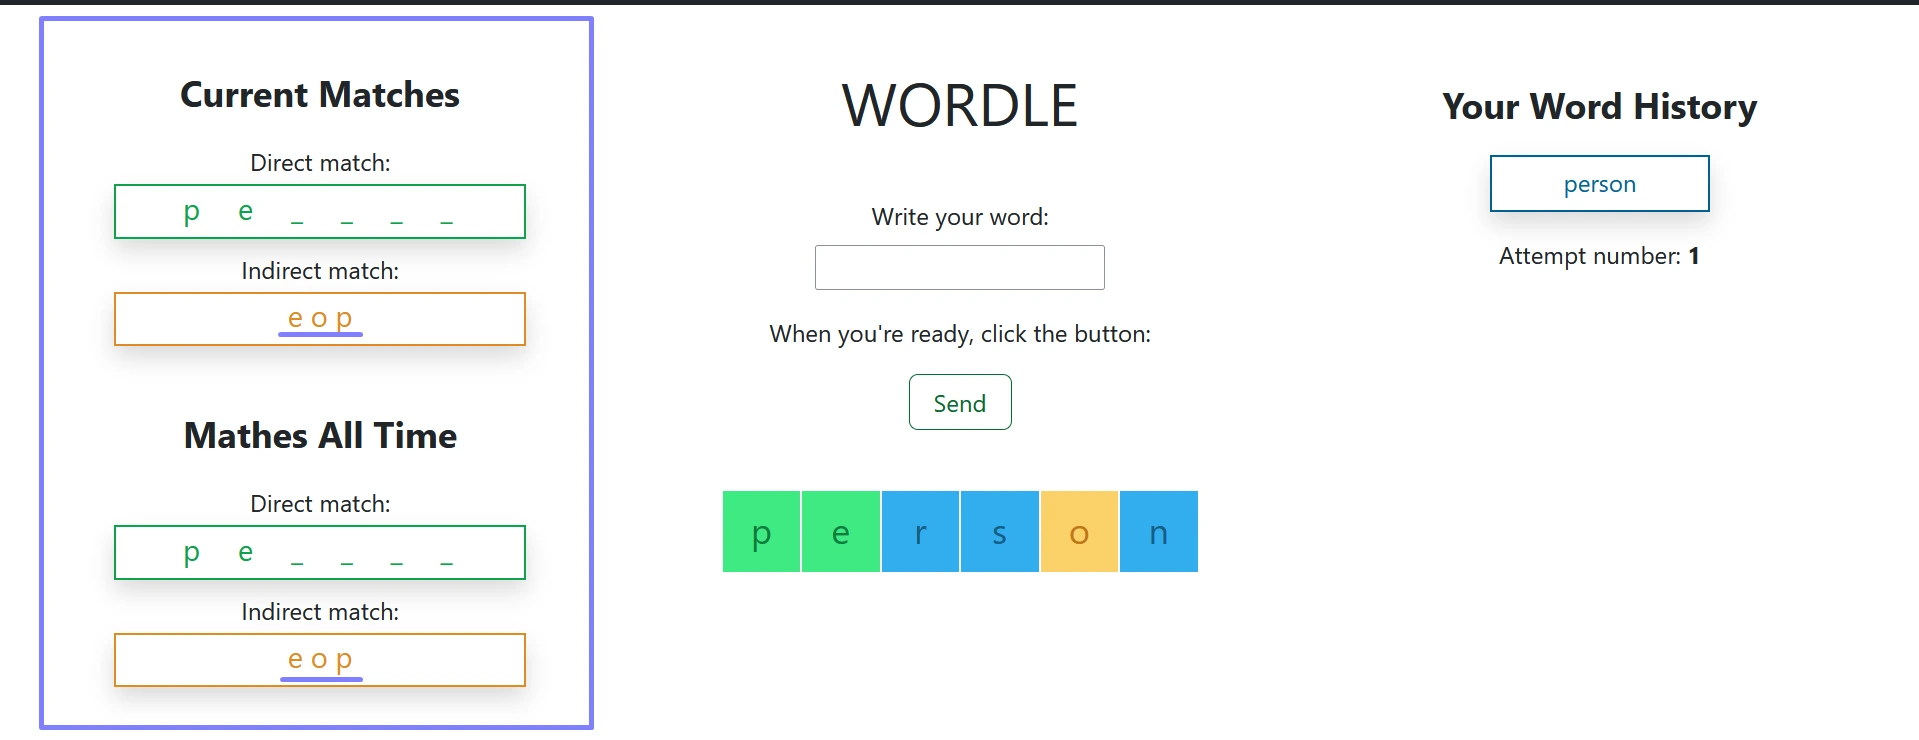 Current Matches
Direct match:
p e _ _ _ _
Indirect match:
e o p
Mathes All Time
Direct match:
p e _ _ _ _
Indirect match:
e o p
WORDLE
Write your word:
When you're ready, click the button:
Send
p e r s o n
Your Word History
person
Attempt number: 1